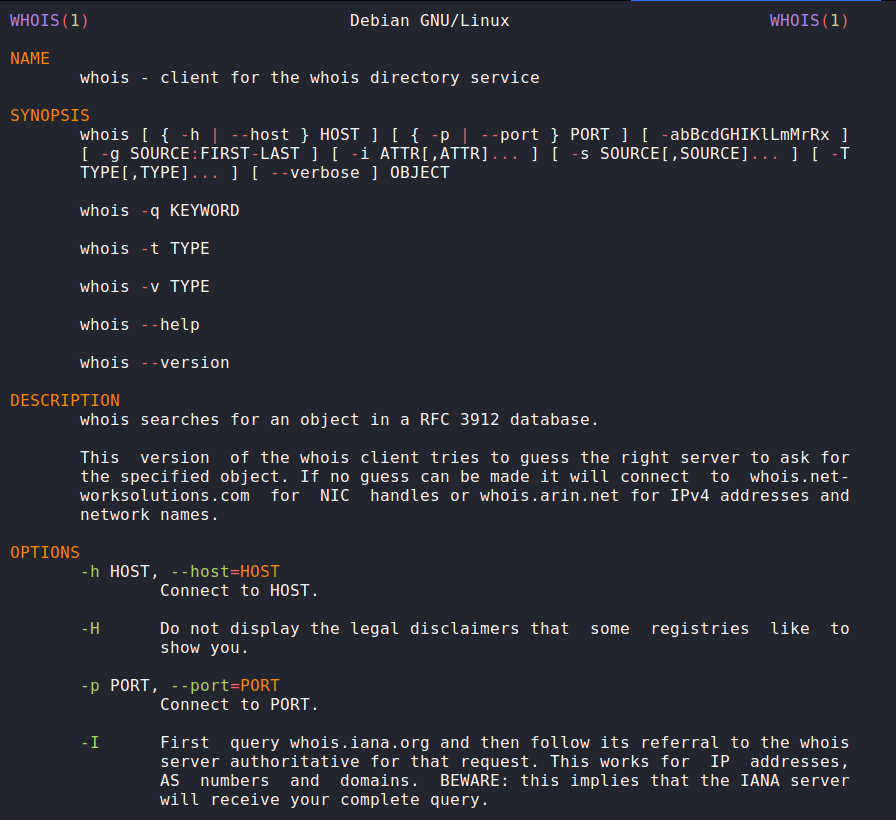 WHOIS(1) Debian GNU/Linux WHOIS(1)
NAME
whois - client for the whois directory service
SYNOPSIS
whois [ { -h | --host } HOST ] [ { -p | --port } PORT ] [ -abBcdGHIKlLmMrRx ]
[ -g SOURCE:FIRST-LAST ] [ -i ATTR[,ATTR]... ] [ -s SOURCE[,SOURCE]... ] [ -T
TYPE[,TYPE]... ] [ --verbose ] OBJECT
whois -q KEYWORD
whois -t TYPE
whois -v TYPE
whois --help
whois --version
DESCRIPTION
whois searches for an object in a RFC 3912 database.
This version of the whois client tries to guess the right server to ask for
the specified object. If no guess can be made it will connect to whois.net-
worksolutions.com for NIC handles or whois.arin.net for IPv4 addresses and
network names.
OPTIONS
-h HOST, --host=HOST
Connect to HOST.
-H Do not display the legal disclaimers that some registries like to
show you.
-p PORT, --port=PORT
Connect to PORT.
-I First query whois.iana.org and then follow its referral to the whois
server authoritative for that request. This works for IP addresses,
AS numbers and domains. BEWARE: this implies that the IANA server
will receive your complete query.